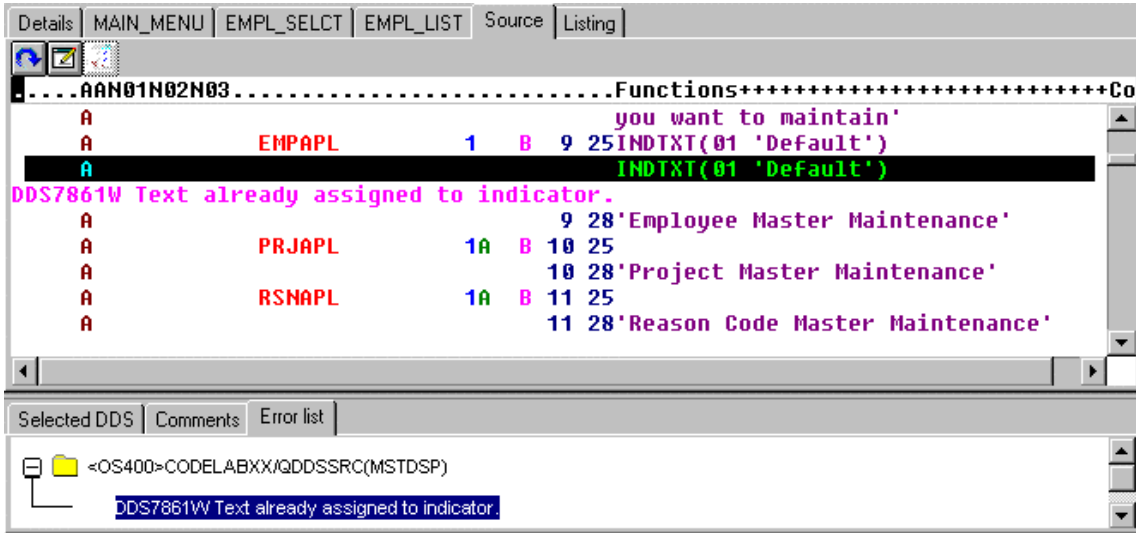 Details MAIN_MENU EMPL_SELCT EMPL_LIST Source Listing
.....AAN01N02N03............................Functions+++++++++++++++++++++++++++Co
A you want to maintain'
A EMPAPL 1 B 9 25INDTXT(01 'Default')
A INDTXT(01 'Default')
DDS7861W Text already assigned to indicator.
A 9 28'Employee Master Maintenance'
A PRJAPL 1A B 10 25
A 10 28'Project Master Maintenance'
A RSNAPL 1A B 11 25
A 11 28'Reason Code Master Maintenance'
Selected DDS Comments Error list
<OS400>CODELABXX/QDDSSRC(MSTDSP)
DDS7861W Text already assigned to indicator.